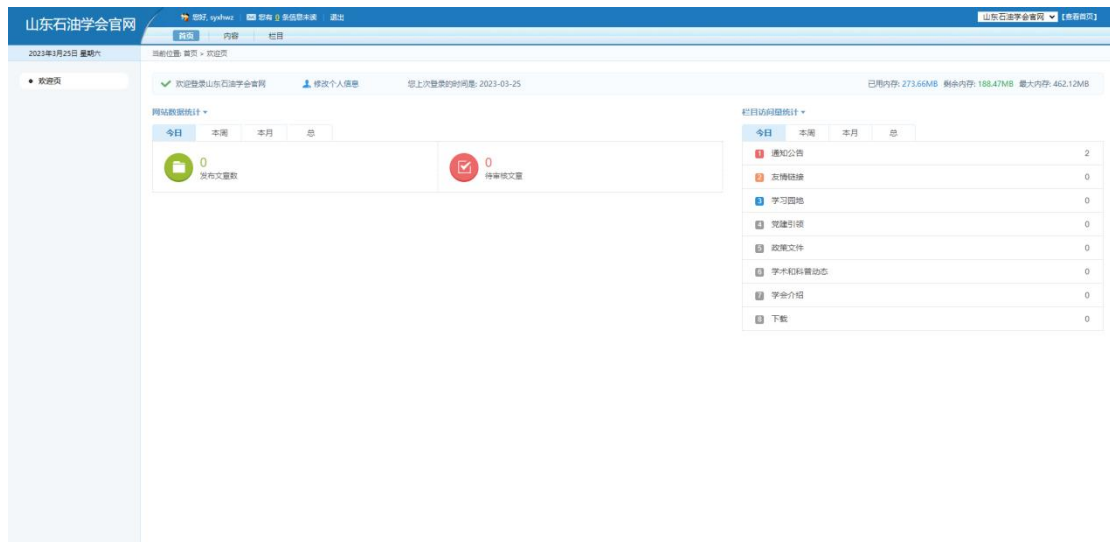 山东石油学会官网
您好, syxhwz 您有 0 条信息未读 退出
山东石油学会官网 [查看首页]
首页 内容 栏目
2023年3月25日 星期六
当前位置: 首页 > 欢迎页
欢迎页
欢迎登录山东石油学会官网 修改个人信息 您上次登录的时间是: 2023-03-25 已用内存: 273.66MB 剩余内存: 188.47MB 最大内存: 462.12MB
网站数据统计
今日 本周 本月 总
0
发布文章数
0
待审核文章
栏目访问量统计
今日 本周 本月 总
1 通知公告 2
2 友情链接 0
3 学习园地 0
4 党建引领 0
5 政策文件 0
6 学术和科普动态 0
7 学会介绍 0
8 下载 0